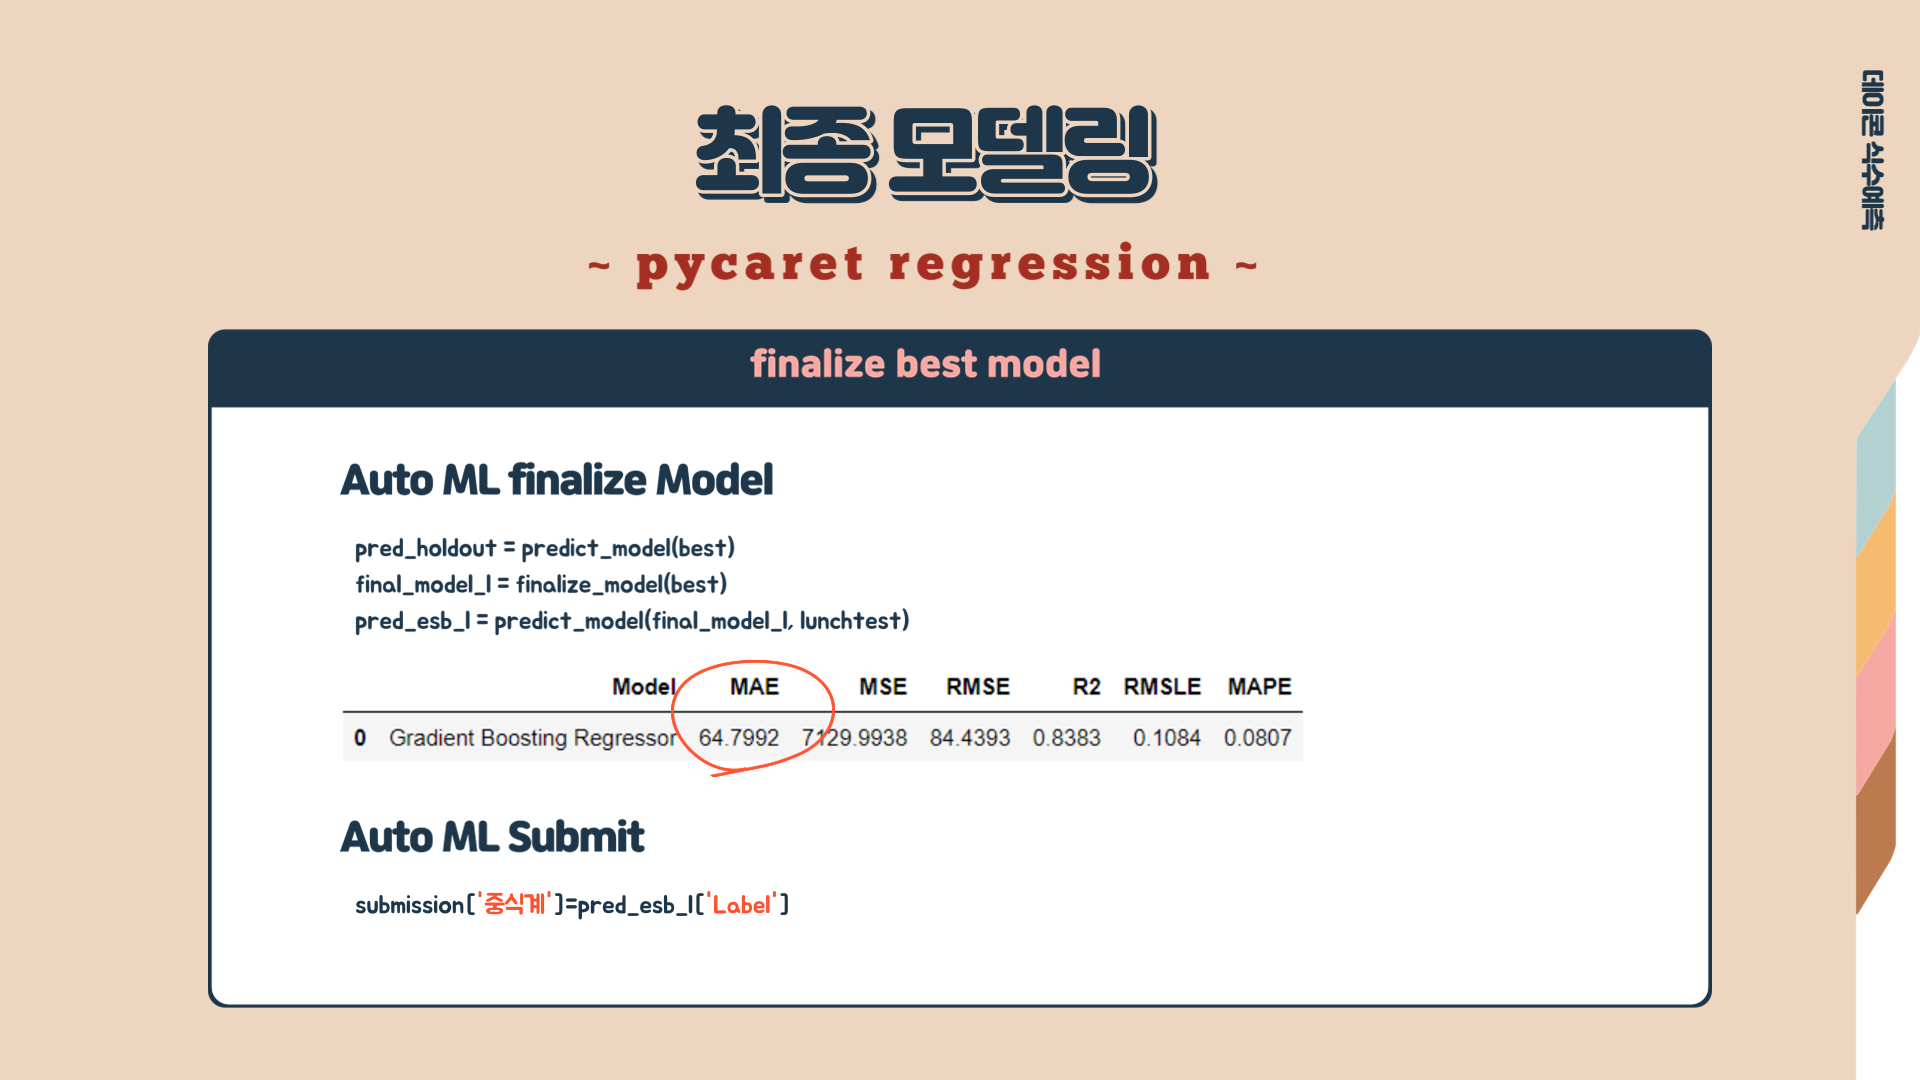 최종 모델링
~ pycaret regression ~
데이콘 식수예측
finalize best model
Auto ML finalize Model
pred_holdout = predict_model(best)
final_model_l = finalize_model(best)
pred_esb_l = predict_model(final_model_l, lunchtest)
Model MAE MSE RMSE R2 RMSLE MAPE
0 Gradient Boosting Regressor 64.7992 7129.9938 84.4393 0.8383 0.1084 0.0807
Auto ML Submit
submission['중식계']=pred_esb_l['Label']